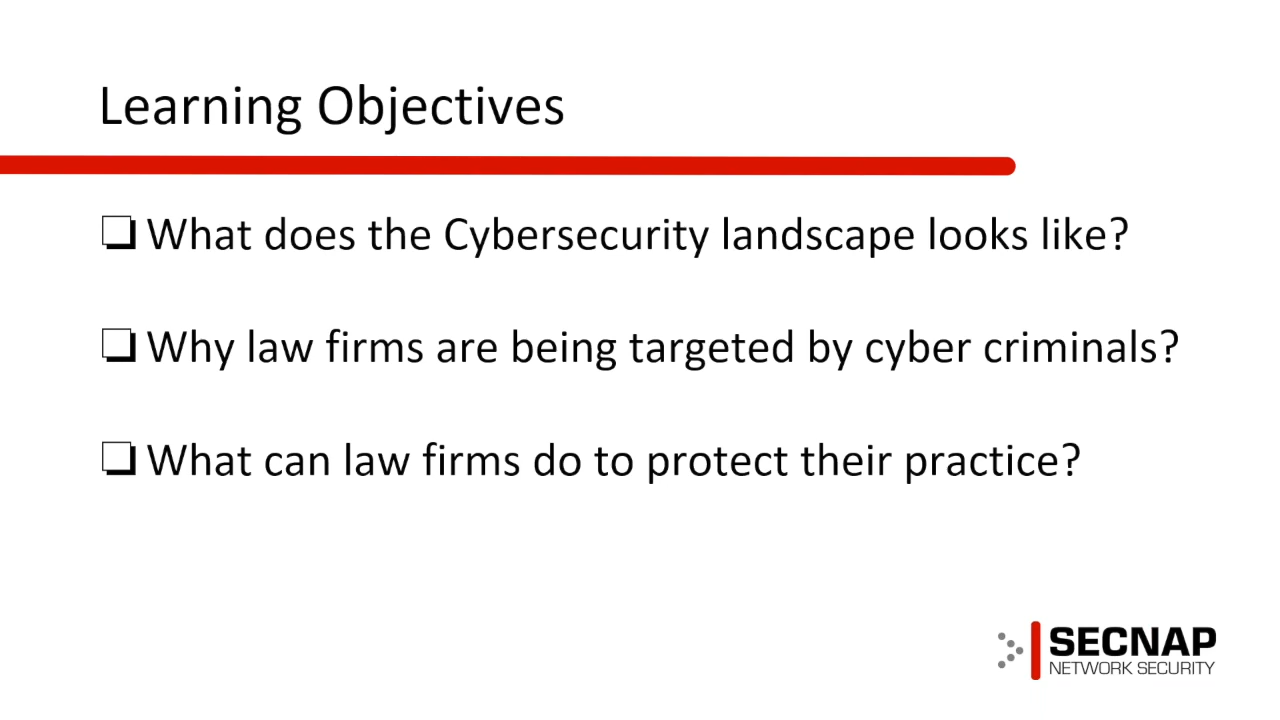 Learning Objectives
❏ What does the Cybersecurity landscape looks like?
❏ Why law firms are being targeted by cyber criminals?
❏ What can law firms do to protect their practice?
SECNAP
NETWORK SECURITY